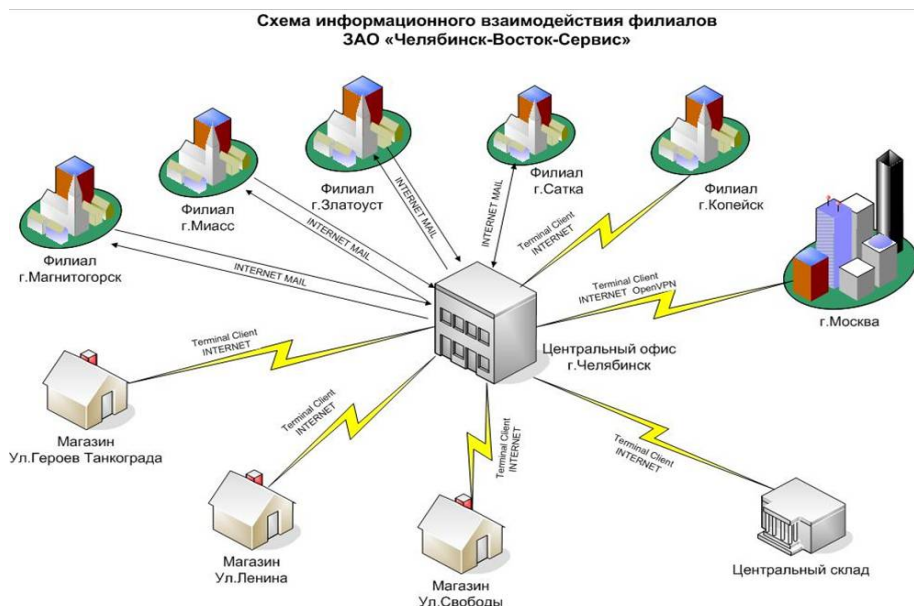 Схема информационного взаимодействия филиалов
ЗАО «Челябинск-Восток-Сервис»
Филиал
г.Сатка
Филиал
г.Златоуст
Филиал
г.Копейск
Филиал
г.Миасс
Филиал
г.Магнитогорск
INTERNET MAIL
INTERNET MAIL
INTERNET MAIL
INTERNET MAIL
Terminal Client
INTERNET
Terminal Client
INTERNET OpenVPN
г.Москва
Центральный офис
г.Челябинск
Terminal Client
INTERNET
Магазин
Ул.Героев Танкограда
Terminal Client
INTERNET
Terminal Client
INTERNET
Terminal Client
INTERNET
Магазин
Ул.Ленина
Магазин
Ул.Свободы
Центральный склад